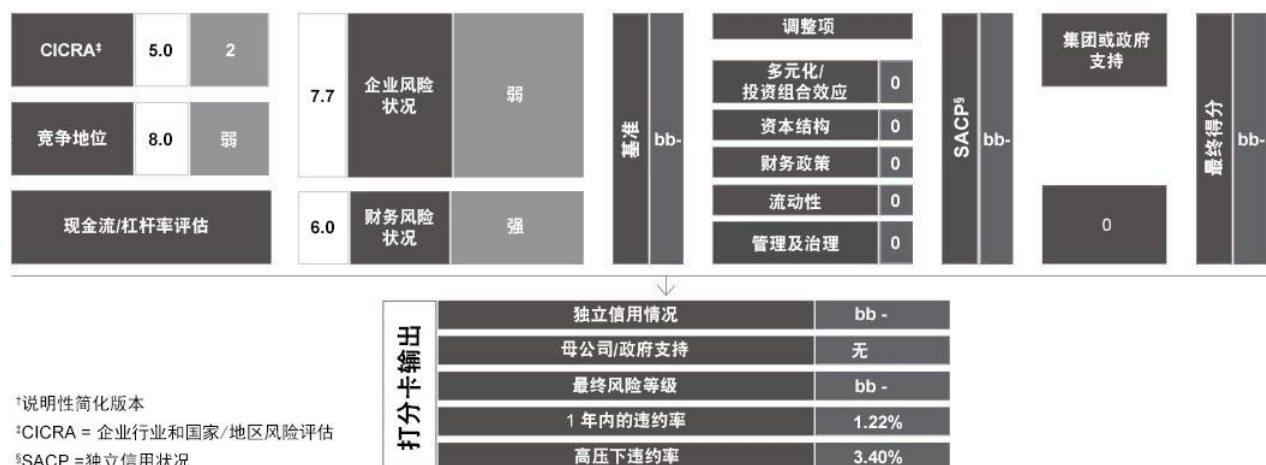 CICRA‡ 5.0 2
竞争地位 8.0 弱
现金流/杠杆率评估
7.7 企业风险
状况 弱
6.0 财务风险
状况 强
基准 bb-
调整项
多元化/
投资组合效应 0
资本结构 0
财务政策 0
流动性 0
管理及治理 0
SACP§ bb-
集团或政府
支持
0
最终得分 bb-
打分卡输出
独立信用情况 bb -
母公司/政府支持 无
最终风险等级 bb -
1 年内的违约率 1.22%
高压下违约率 3.40%
†说明性简化版本
‡CICRA = 企业行业和国家/地区风险评估
§SACP =独立信用状况